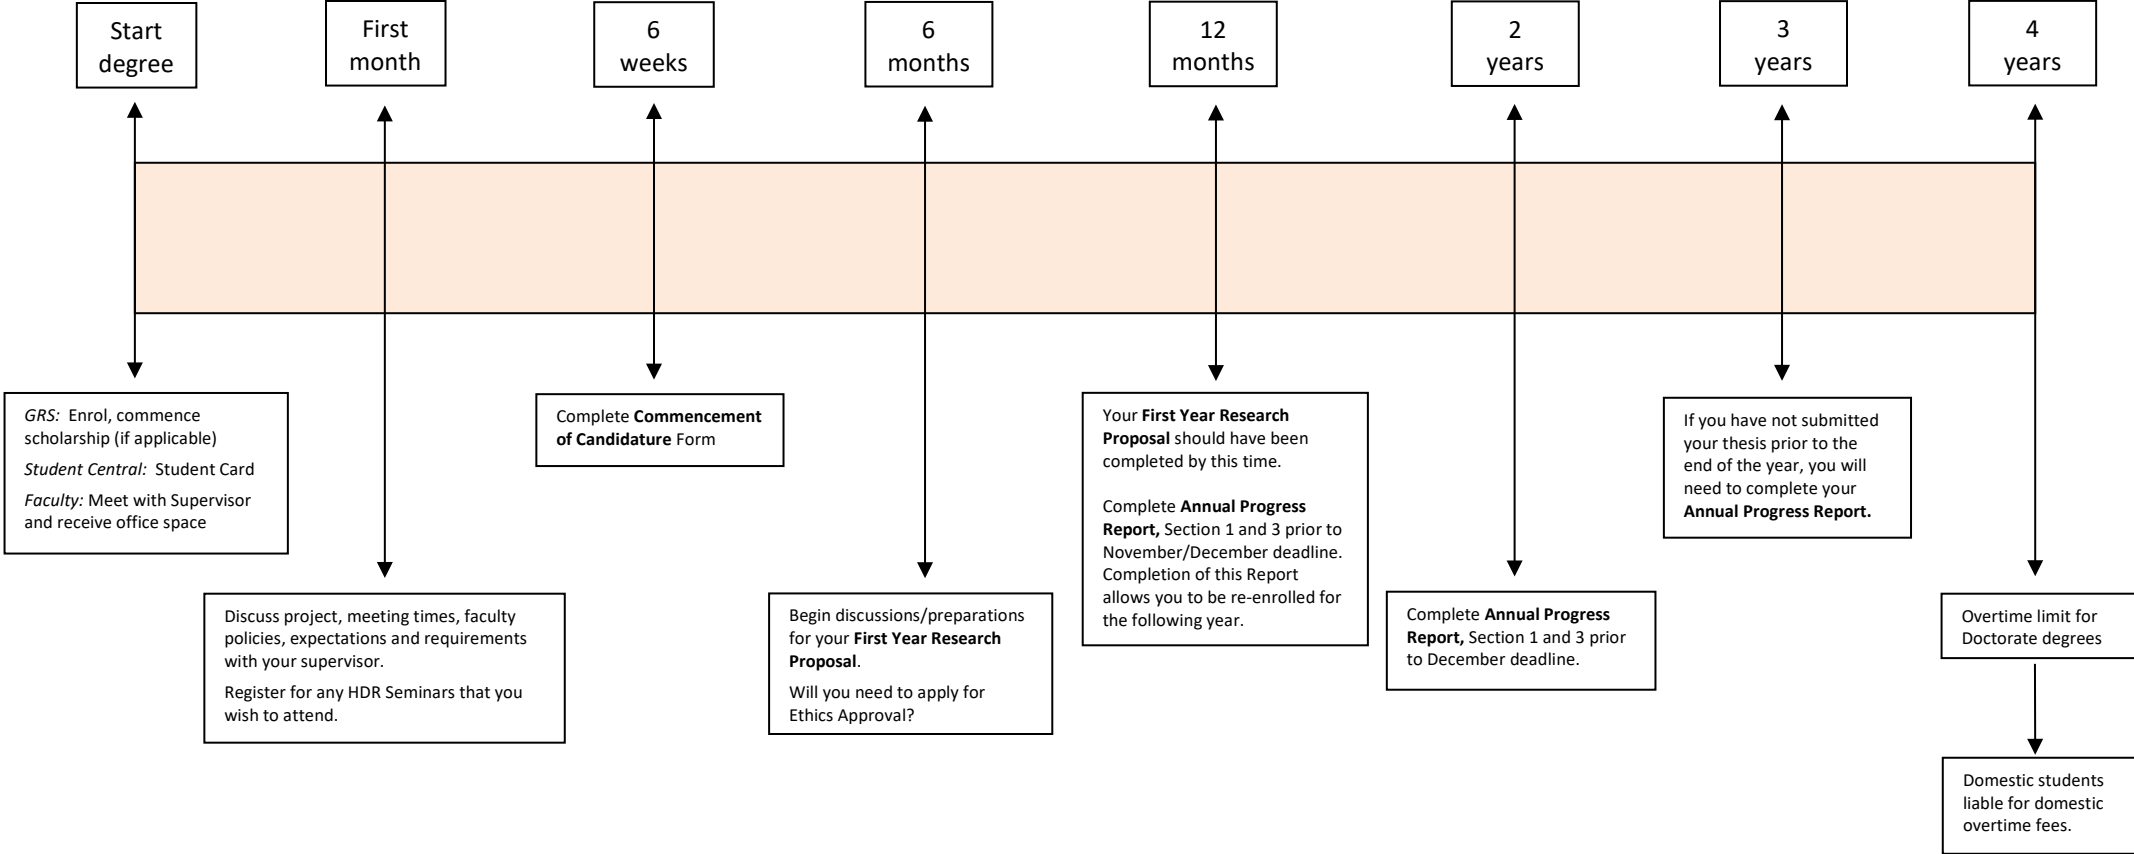 Start
degree
First
month
6
weeks
6
months
12
months
2
years
3
years
4
years
GRS:  Enrol, commence
scholarship (if applicable)
Student Central:  Student Card
Faculty: Meet with Supervisor
and receive office space
Discuss project, meeting times, faculty
policies, expectations and requirements
with your supervisor.
Register for any HDR Seminars that you
wish to attend.
Complete Commencement
of Candidature Form
Begin discussions/preparations
for your First Year Research
Proposal.
Will you need to apply for
Ethics Approval?
Your First Year Research
Proposal should have been
completed by this time.
Complete Annual Progress
Report, Section 1 and 3 prior to
November/December deadline.
Completion of this Report
allows you to be re-enrolled for
the following year.
Complete Annual Progress
Report, Section 1 and 3 prior
to December deadline.
If you have not submitted
your thesis prior to the
end of the year, you will
need to complete your
Annual Progress Report.
Overtime limit for
Doctorate degrees
Domestic students
liable for domestic
overtime fees.